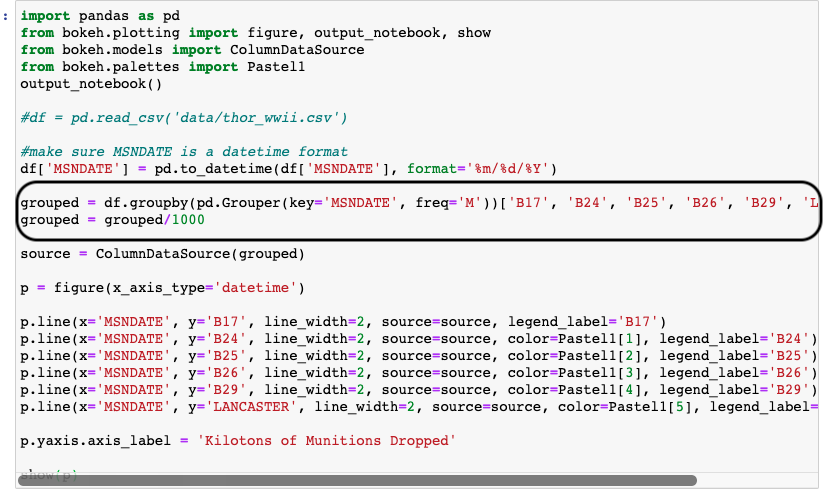 :
import pandas as pd
from bokeh.plotting import figure, output_notebook, show
from bokeh.models import ColumnDataSource
from bokeh.palettes import Pastel1
output_notebook()
#df = pd.read_csv('data/thor_wwii.csv')
#make sure MSNDATE is a datetime format
df['MSNDATE'] = pd.to_datetime(df['MSNDATE'], format='%m/%d/%Y')
grouped = df.groupby(pd.Grouper(key='MSNDATE', freq='M'))['B17', 'B24', 'B25', 'B26', 'B29', 'L
grouped = grouped/1000
source = ColumnDataSource(grouped)
p = figure(x_axis_type='datetime')
p.line(x='MSNDATE', y='B17', line_width=2, source=source, legend_label='B17')
p.line(x='MSNDATE', y='B24', line_width=2, source=source, color=Pastel1[1], legend_label='B24')
p.line(x='MSNDATE', y='B25', line_width=2, source=source, color=Pastel1[2], legend_label='B25')
p.line(x='MSNDATE', y='B26', line_width=2, source=source, color=Pastel1[3], legend_label='B26')
p.line(x='MSNDATE', y='B29', line_width=2, source=source, color=Pastel1[4], legend_label='B29')
p.line(x='MSNDATE', y='LANCASTER', line_width=2, source=source, color=Pastel1[5], legend_label=
p.yaxis.axis_label = 'Kilotons of Munitions Dropped'
show(p)